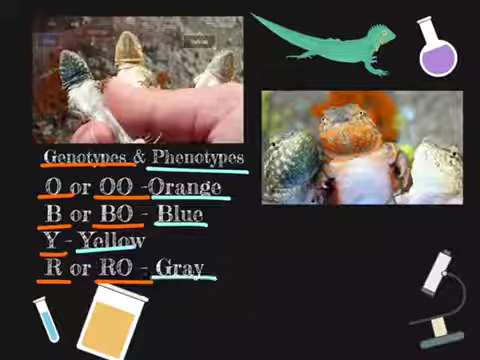 Genotypes & Phenotypes
O or OO -Orange
B or BO - Blue
Y - Yellow
R or RO - Gray